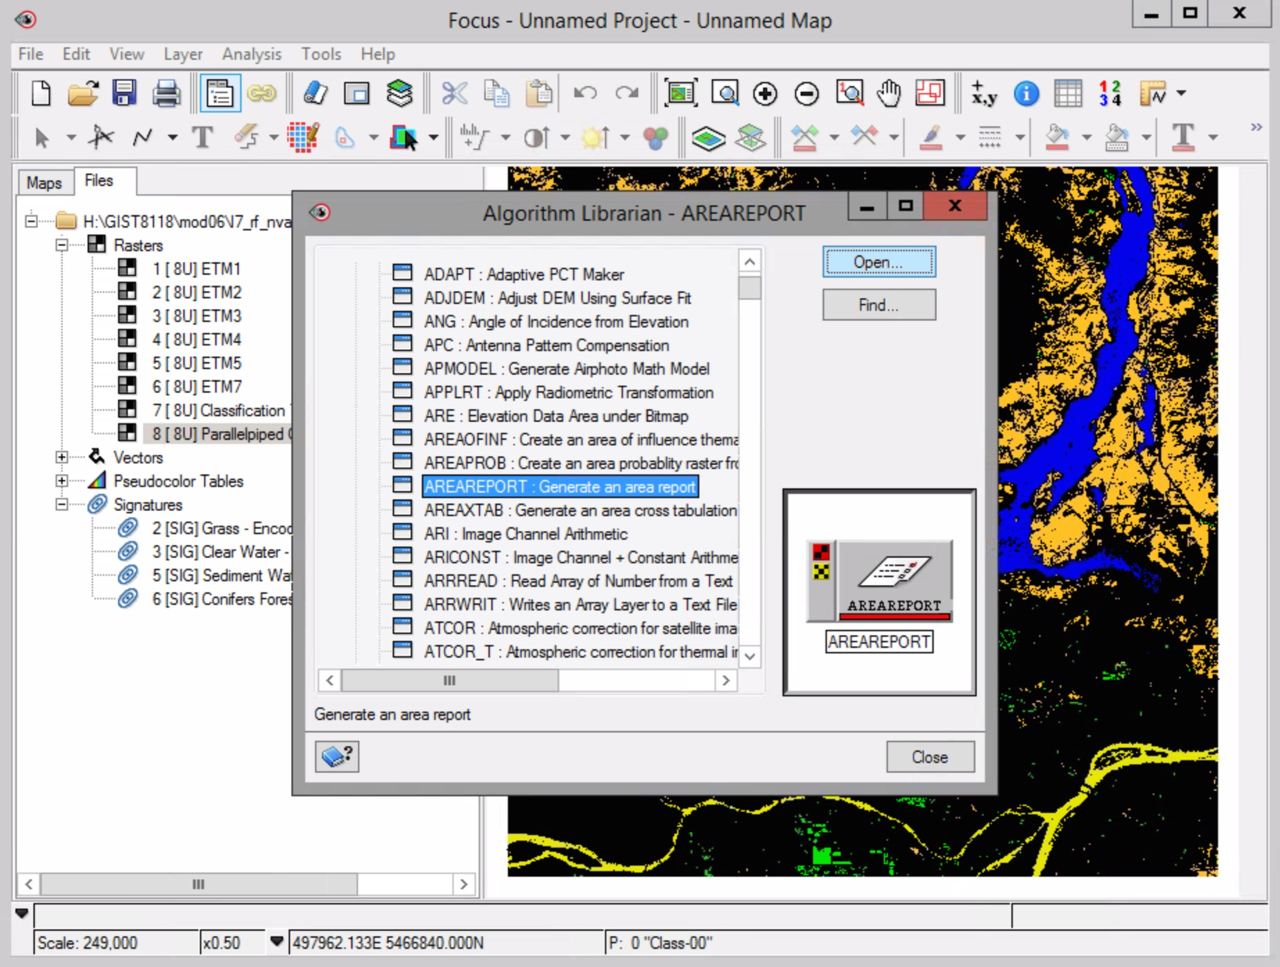 Focus - Unnamed Project - Unnamed Map
File Edit View Layer Analysis Tools Help
+x,y
1 2
3 4
T
T
Maps Files
H:\GIST8118\mod06\l7_rf_nva
Rasters
1 [ 8U] ETM1
2 [ 8U] ETM2
3 [ 8U] ETM3
4 [ 8U] ETM4
5 [ 8U] ETM5
6 [ 8U] ETM7
7 [ 8U] Classification
8 [ 8U] Parallelpiped
Vectors
Pseudocolor Tables
Signatures
2 [SIG] Grass - Enco
3 [SIG] Clear Water -
5 [SIG] Sediment Wa
6 [SIG] Conifers Fores
Algorithm Librarian - AREAREPORT
ADAPT : Adaptive PCT Maker
ADJDEM : Adjust DEM Using Surface Fit
ANG : Angle of Incidence from Elevation
APC : Antenna Pattern Compensation
APMODEL : Generate Airphoto Math Model
APPLRT : Apply Radiometric Transformation
ARE : Elevation Data Area under Bitmap
AREAOFINF : Create an area of influence thema
AREAPROB : Create an area probablity raster fro
AREAREPORT : Generate an area report
AREAXTAB : Generate an area cross tabulation
ARI : Image Channel Arithmetic
ARICONST : Image Channel + Constant Arithme
ARRREAD : Read Array of Number from a Text
ARRWRIT : Writes an Array Layer to a Text File
ATCOR : Atmospheric correction for satellite ima
ATCOR_T : Atmospheric correction for thermal i
Open...
Find...
AREAREPORT
AREAREPORT
Generate an area report
Close
Scale: 249,000 x0.50 497962.133E 5466840.000N P: 0 "Class-00"